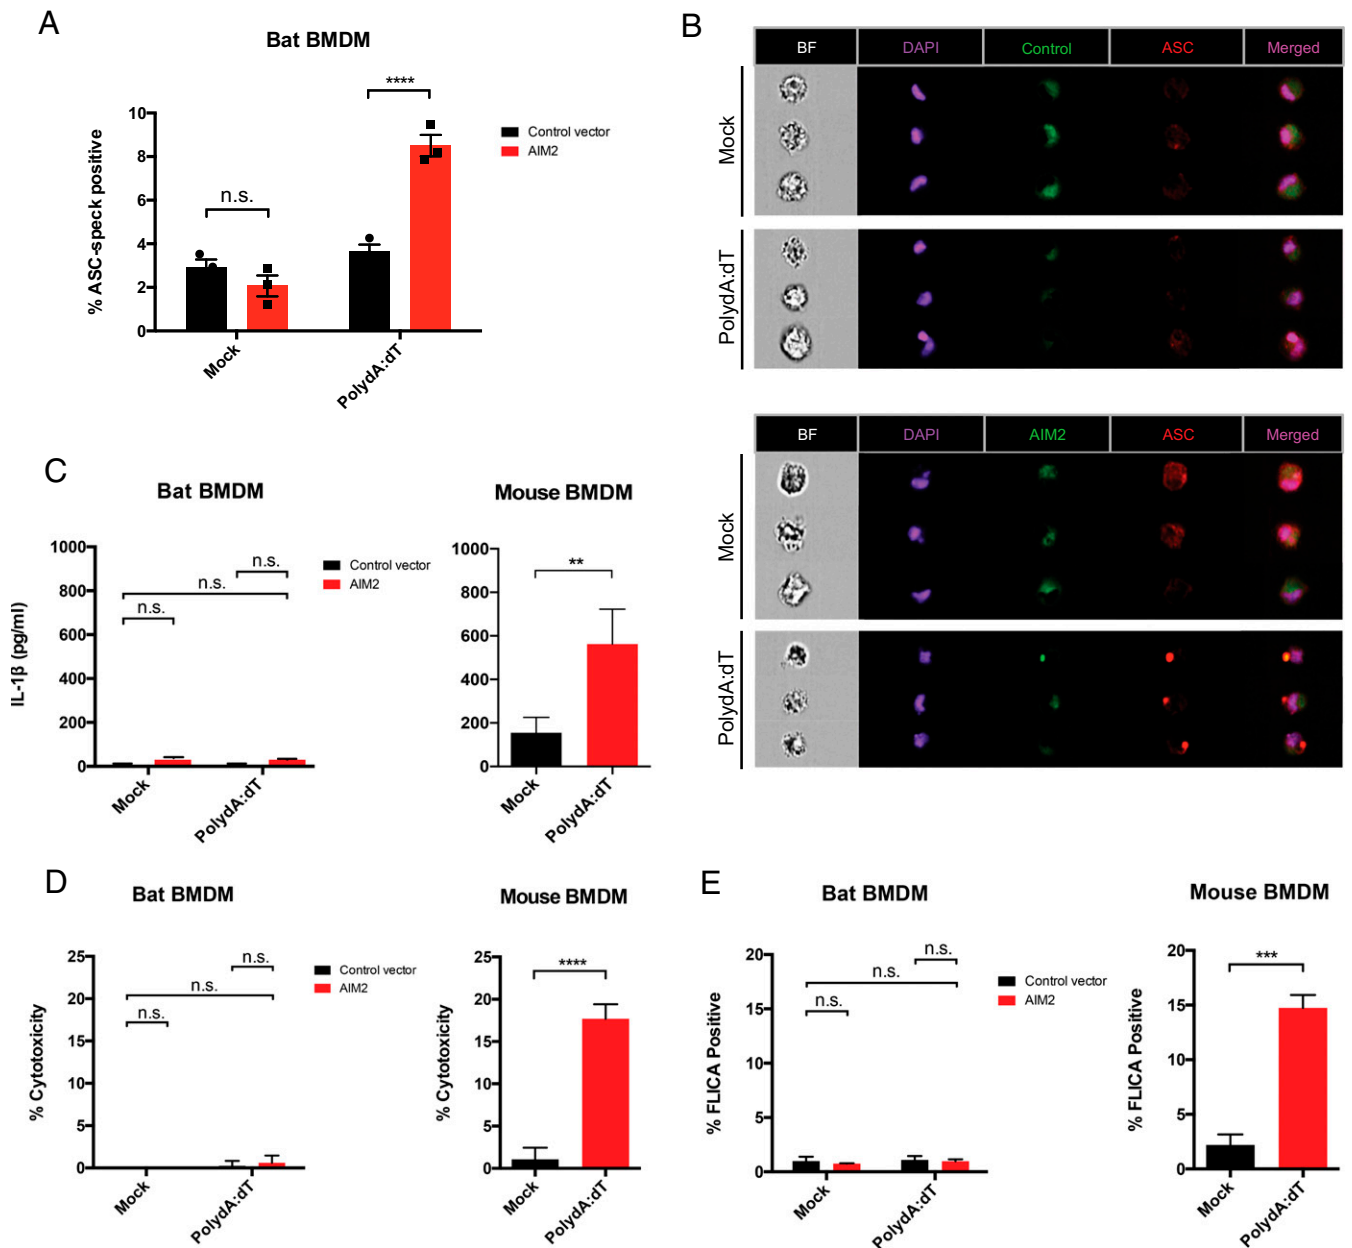 A
Bat BMDM
% ASC-speck positive
10
8
6
4
2
0
n.s.
****
Control vector
AIM2
Mock
PolydA:dT
B
BF DAPI Control ASC Merged
Mock
PolydA:dT
BF DAPI AIM2 ASC Merged
Mock
PolydA:dT
C
Bat BMDM
IL-1β (pg/ml)
1000
800
600
400
200
0
n.s.
n.s.
n.s.
Control vector
AIM2
Mock
PolydA:dT
Mouse BMDM
1000
800
600
400
200
0
**
Mock
PolydA:dT
D
Bat BMDM
% Cytotoxicity
25
20
15
10
5
0
n.s.
n.s.
n.s.
Control vector
AIM2
Mock
PolydA:dT
Mouse BMDM
% Cytotoxicity
25
20
15
10
5
0
****
Mock
PolydA:dT
E
Bat BMDM
% FLICA Positive
20
15
10
5
0
n.s.
n.s.
n.s.
Control vector
AIM2
Mock
PolydA:dT
Mouse BMDM
% FLICA Positive
20
15
10
5
0
***
Mock
PolydA:dT